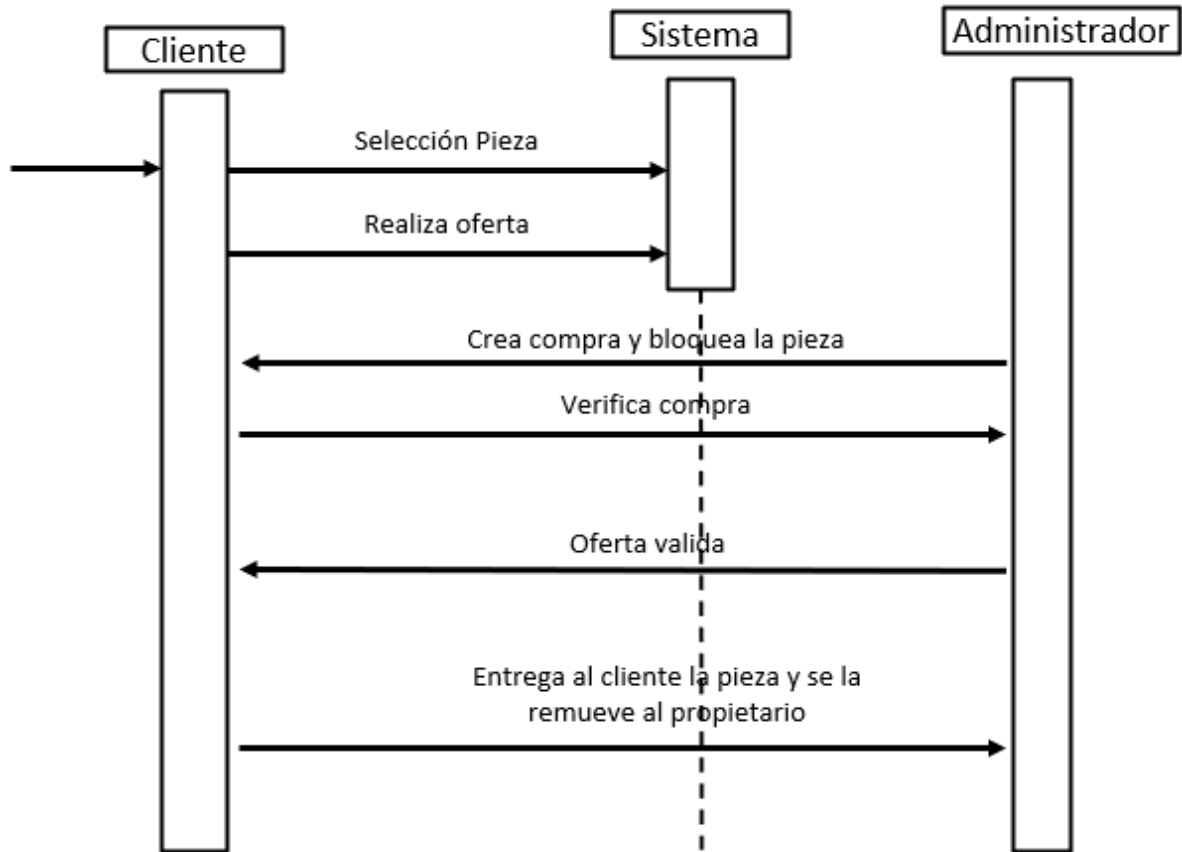 Cliente
Sistema
Administrador
Selección Pieza
Realiza oferta
Crea compra y bloquea la pieza
Verifica compra
Oferta valida
Entrega al cliente la pieza y se la
remueve al propietario